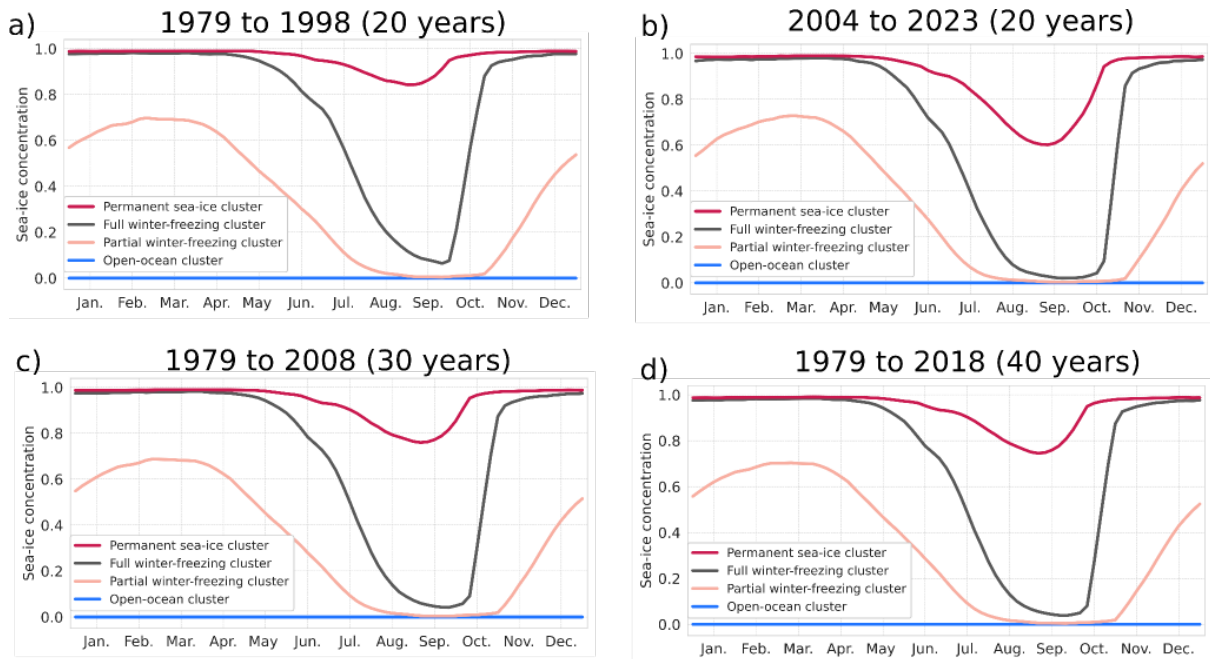 a)
1979 to 1998 (20 years)
Sea-ice concentration
1.0
0.8
0.6
0.4
0.2
0.0
Permanent sea-ice cluster
Full winter-freezing cluster
Partial winter-freezing cluster
Open-ocean cluster
Jan. Feb. Mar. Apr. May Jun. Jul. Aug. Sep. Oct. Nov. Dec.
b)
2004 to 2023 (20 years)
Sea-ice concentration
1.0
0.8
0.6
0.4
0.2
0.0
Permanent sea-ice cluster
Full winter-freezing cluster
Partial winter-freezing cluster
Open-ocean cluster
Jan. Feb. Mar. Apr. May Jun. Jul. Aug. Sep. Oct. Nov. Dec.
c)
1979 to 2008 (30 years)
Sea-ice concentration
1.0
0.8
0.6
0.4
0.2
0.0
Permanent sea-ice cluster
Full winter-freezing cluster
Partial winter-freezing cluster
Open-ocean cluster
Jan. Feb. Mar. Apr. May Jun. Jul. Aug. Sep. Oct. Nov. Dec.
d)
1979 to 2018 (40 years)
Sea-ice concentration
1.0
0.8
0.6
0.4
0.2
0.0
Permanent sea-ice cluster
Full winter-freezing cluster
Partial winter-freezing cluster
Open-ocean cluster
Jan. Feb. Mar. Apr. May Jun. Jul. Aug. Sep. Oct. Nov. Dec.